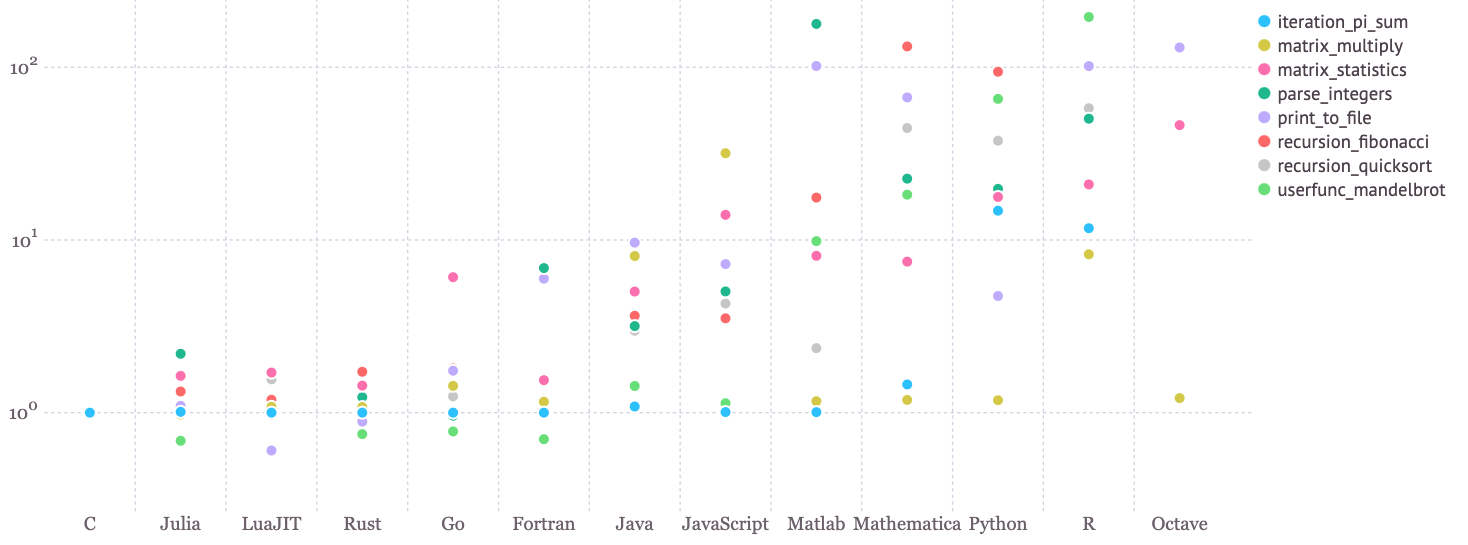 10²
10¹
10⁰
C Julia LuaJIT Rust Go Fortran Java JavaScript Matlab Mathematica Python R Octave
iteration_pi_sum
matrix_multiply
matrix_statistics
parse_integers
print_to_file
recursion_fibonacci
recursion_quicksort
userfunc_mandelbrot